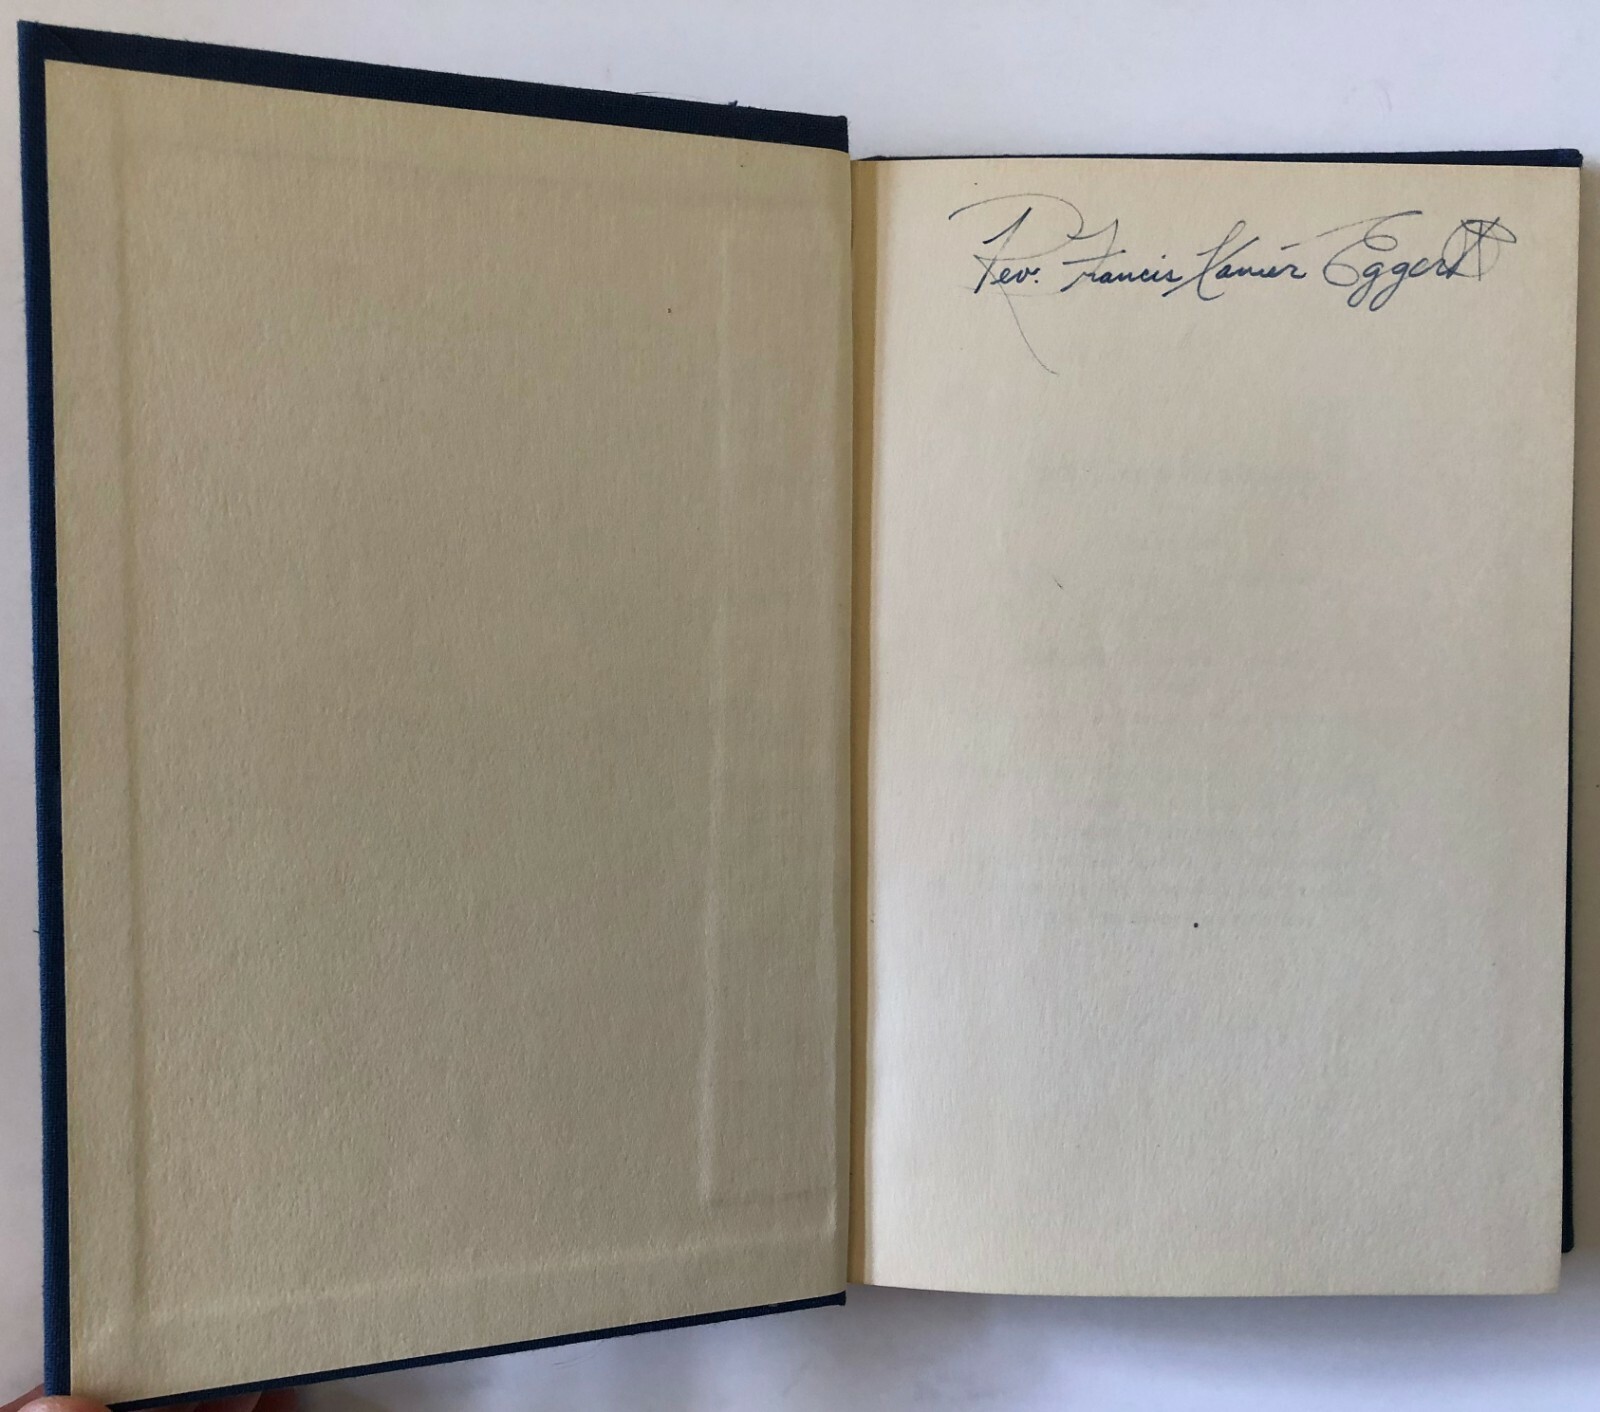 Rev. Francis Xavier Eggert